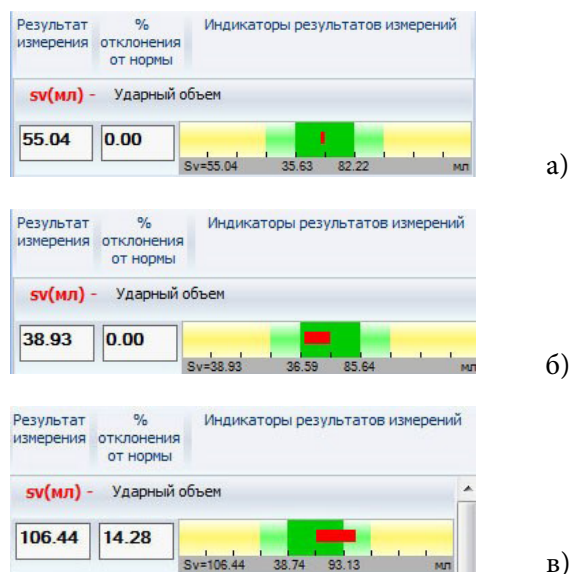 Результат % Индикаторы результатов измерений
измерения отклонения
от нормы
sv(мл) - Ударный объем
55.04 0.00
Sv=55.04 35.63 82.22 мл
а)
Результат % Индикаторы результатов измерений
измерения отклонения
от нормы
sv(мл) - Ударный объем
38.93 0.00
Sv=38.93 36.59 85.64 мл
б)
Результат % Индикаторы результатов измерений
измерения отклонения
от нормы
sv(мл) - Ударный объем
106.44 14.28
Sv=106.44 38.74 93.13 мл
в)